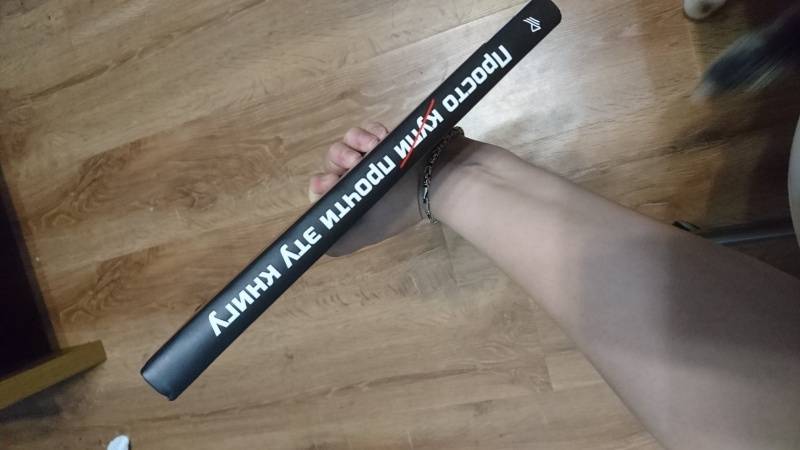 Просто купи прочти эту книгу